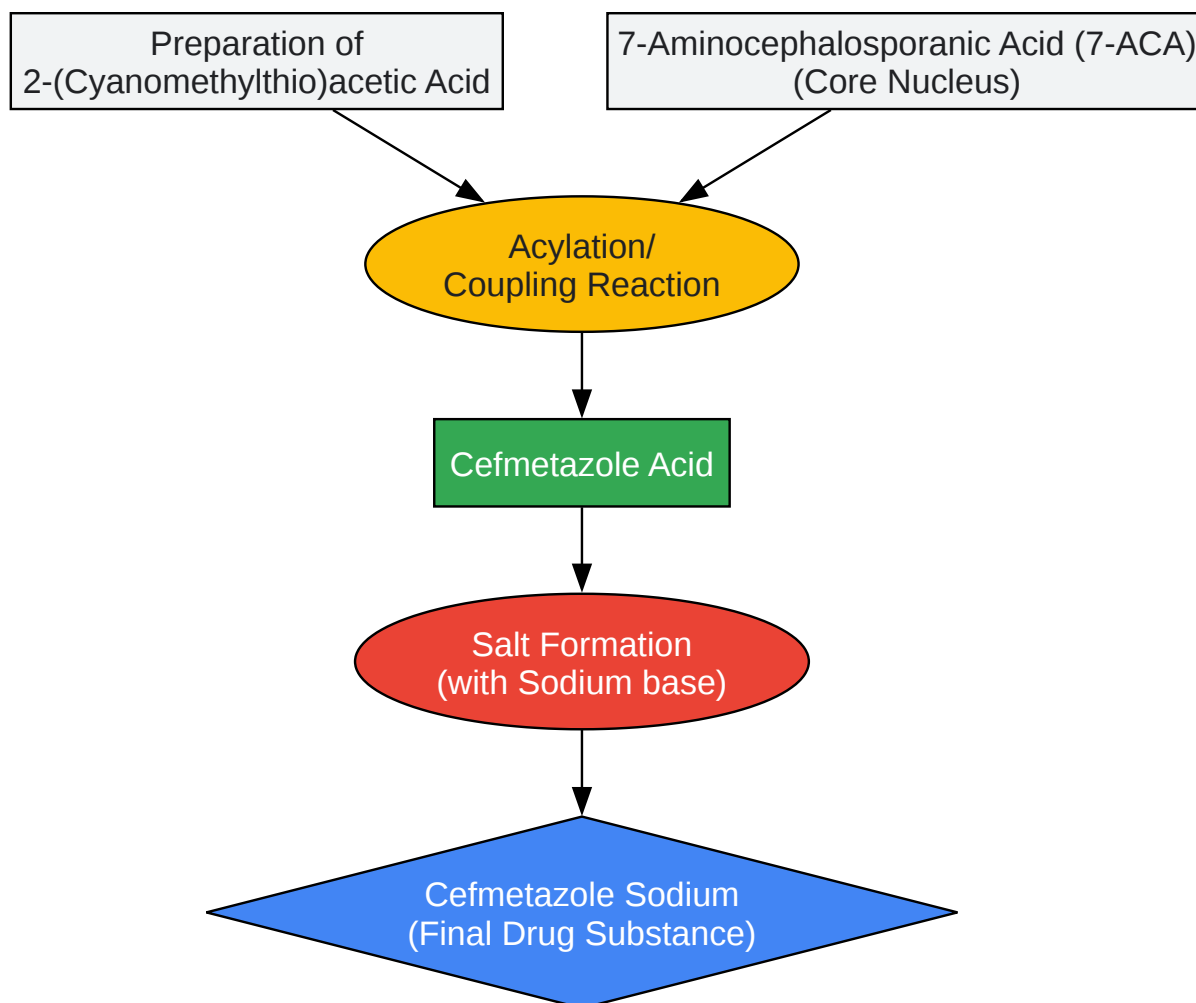 Preparation of
2-(Cyanomethylthio)acetic Acid
7-Aminocephalosporanic Acid (7-ACA)
(Core Nucleus)
Acylation/
Coupling Reaction
Cefmetazole Acid
Salt Formation
(with Sodium base)
Cefmetazole Sodium
(Final Drug Substance)